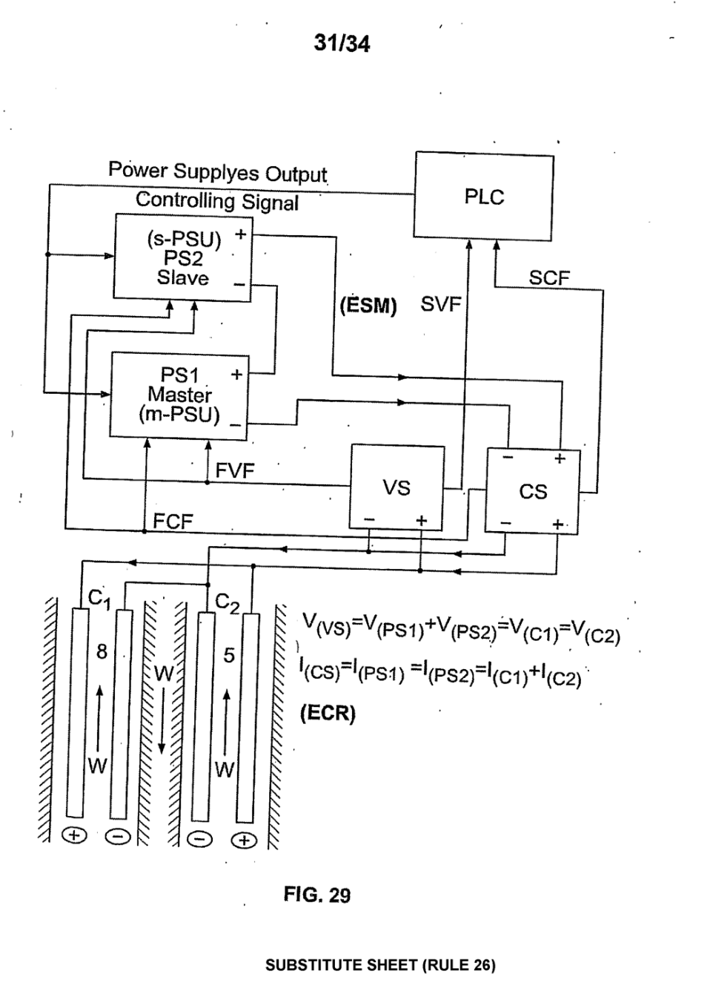 31/34
Power Supplyes Output
Controlling Signal
PLC
(s-PSU)
PS2
Slave
+
−
(ESM)
SVF
SCF
PS1
Master
(m-PSU)
+
−
FVF
FCF
VS
− +
− +
CS
− +
C1
8
W
W
C2
5
W
V(VS)=V(PS1)+V(PS2)=V(C1)=V(C2)
I(CS)=I(PS1) =I(PS2)=I(C1)+I(C2)
(ECR)
+ − − +
FIG. 29
SUBSTITUTE SHEET (RULE 26)